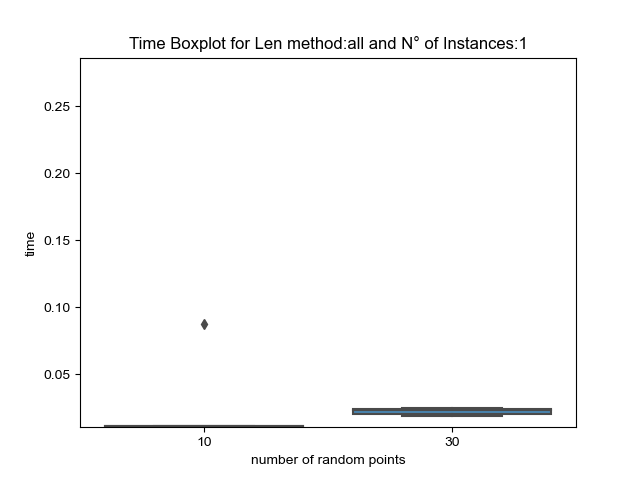 Time Boxplot for Len method:all and N° of Instances:1
0.25
0.20
0.15
0.10
0.05
time
10
30
number of random points